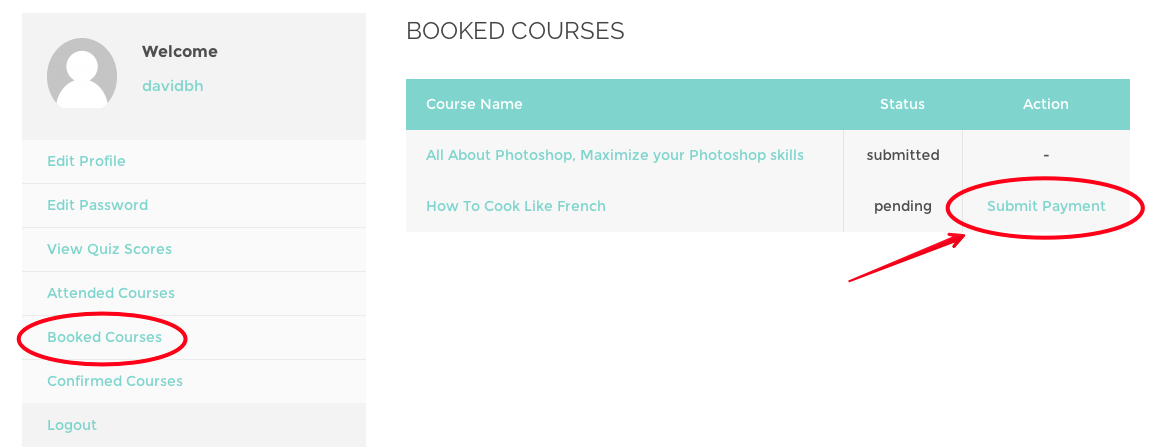 Welcome
davidbh
Edit Profile
Edit Password
View Quiz Scores
Attended Courses
Booked Courses
Confirmed Courses
Logout
BOOKED COURSES
Course Name Status Action
All About Photoshop, Maximize your Photoshop skills submitted -
How To Cook Like French pending Submit Payment